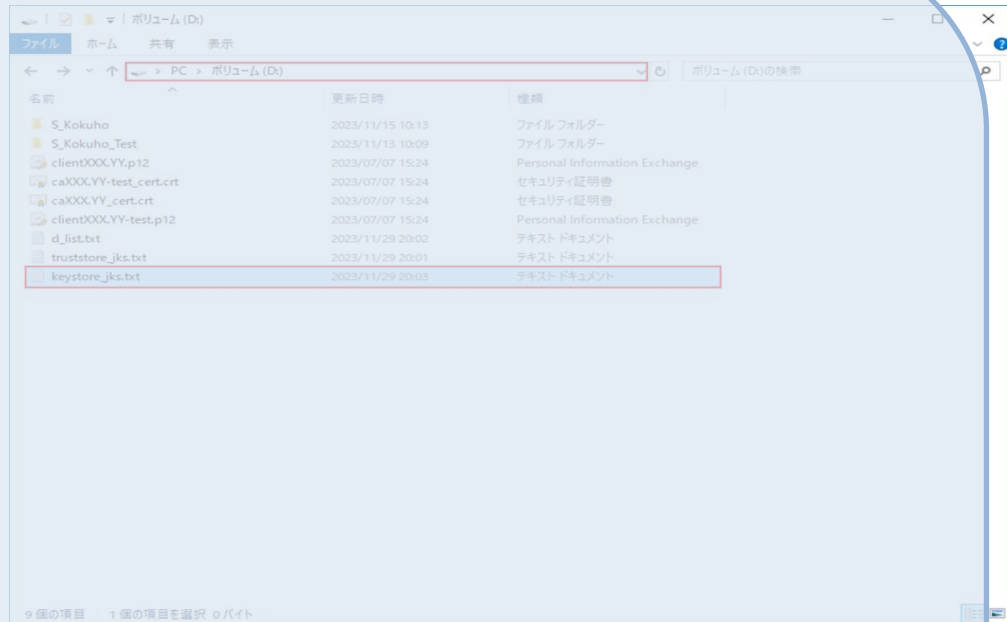 ボリューム (D:)
ファイル ホーム 共有 表示
PC > ボリューム (D:) ボリューム (D:)の検索
名前 更新日時 種類
S_Kokuho 2023/11/15 10:13 ファイル フォルダー
S_Kokuho_Test 2023/11/13 10:09 ファイル フォルダー
clientXXX.YY.p12 2023/07/07 15:24 Personal Information Exchange
caXXX.YY-test_cert.crt 2023/07/07 15:24 セキュリティ証明書
caXXX.YY_cert.crt 2023/07/07 15:24 セキュリティ証明書
clientXXX.YY-test.p12 2023/07/07 15:24 Personal Information Exchange
d_list.txt 2023/11/29 20:02 テキスト ドキュメント
truststore_jks.txt 2023/11/29 20:01 テキスト ドキュメント
keystore_jks.txt 2023/11/29 20:03 テキスト ドキュメント
9 個の項目 1 個の項目を選択 0 バイト